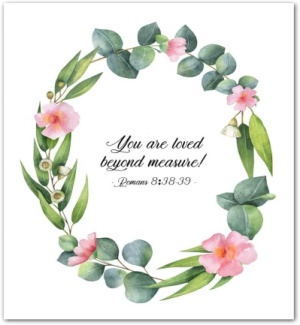 You are loved
beyond measure!
- Romans 8:38-39 -